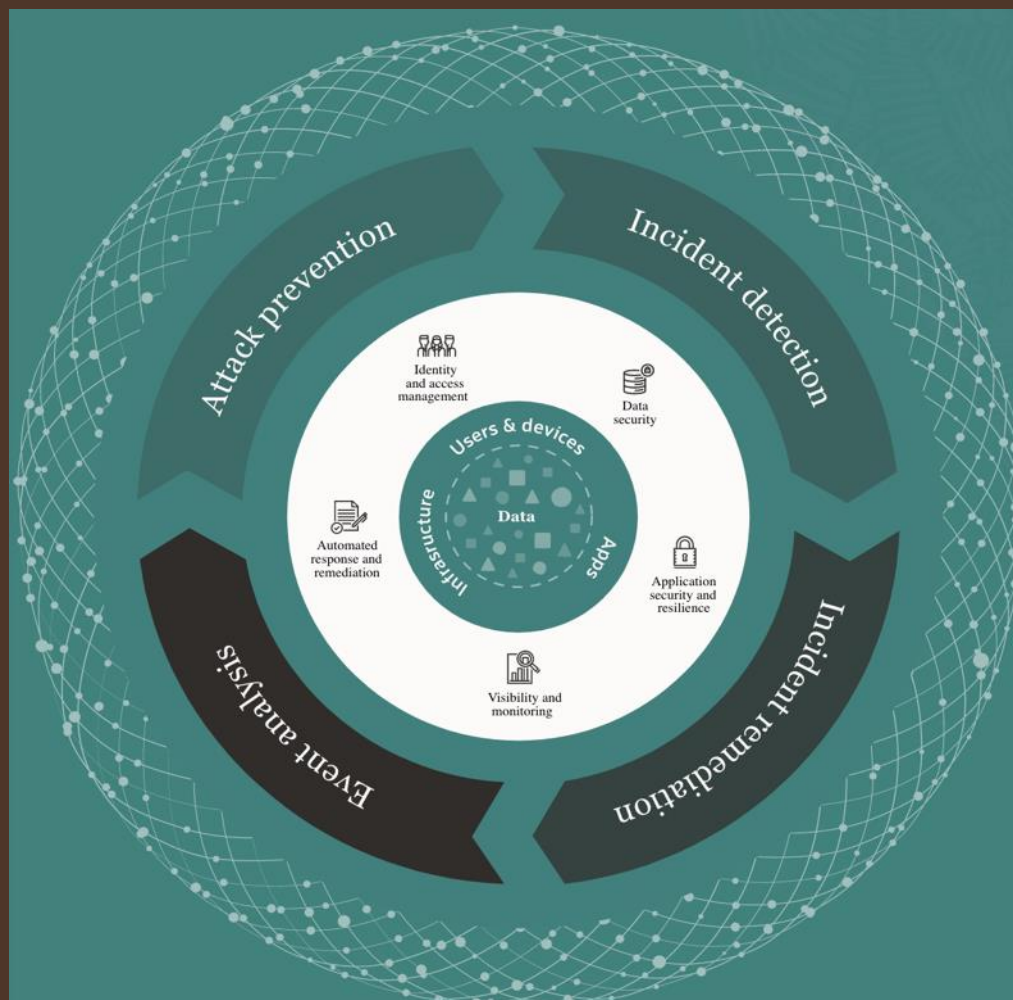 Attack prevention
Incident detection
Incident remediation
Event analysis
Identity
and access
management
Data
security
Application
security and
resilience
Visibility and
monitoring
Automated
response and
remediation
Users & devices
Apps
Infrasructure
Data